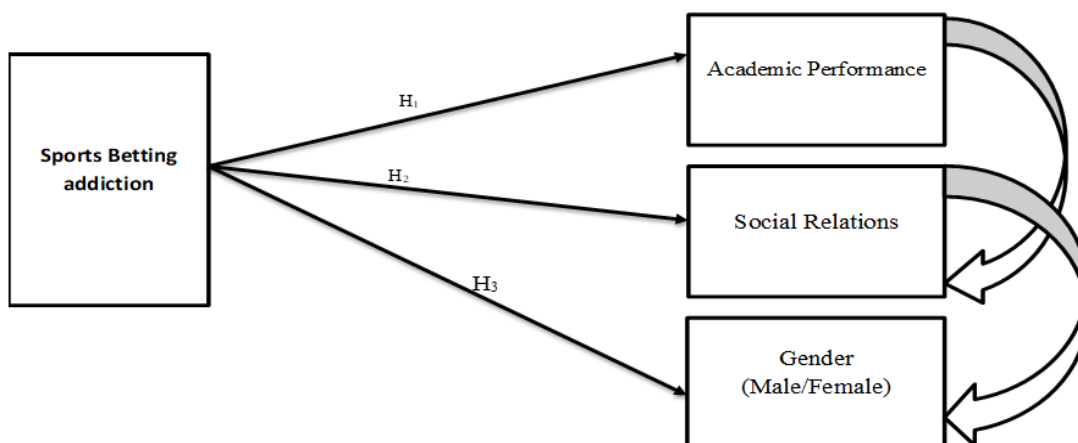 Sports Betting
addiction
H₁
H₂
H₃
Academic Performance
Social Relations
Gender
(Male/Female)